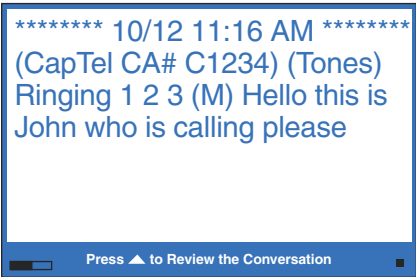 ******** 10/12 11:16 AM ********
(CapTel CA# C1234) (Tones)
Ringing 1 2 3 (M) Hello this is
John who is calling please
Press ▲ to Review the Conversation